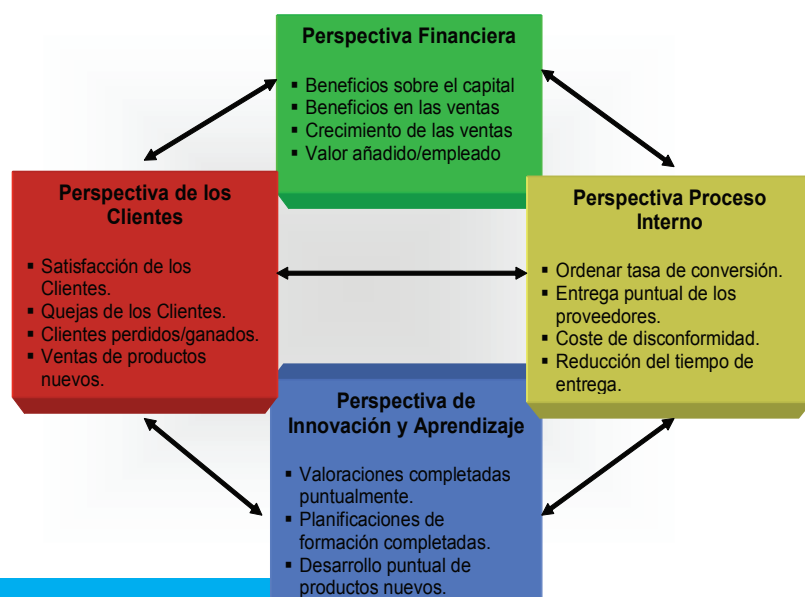 Perspectiva Financiera
▪ Beneficios sobre el capital
▪ Beneficios en las ventas
▪ Crecimiento de las ventas
▪ Valor añadido/empleado
Perspectiva de los
Clientes
▪ Satisfacción de los
Clientes.
▪ Quejas de los Clientes.
▪ Clientes perdidos/ganados.
▪ Ventas de productos
nuevos.
Perspectiva Proceso
Interno
▪ Ordenar tasa de conversión.
▪ Entrega puntual de los
proveedores.
▪ Coste de disconformidad.
▪ Reducción del tiempo de
entrega.
Perspectiva de
Innovación y Aprendizaje
▪ Valoraciones completadas
puntualmente.
▪ Planificaciones de
formación completadas.
▪ Desarrollo puntual de
productos nuevos.